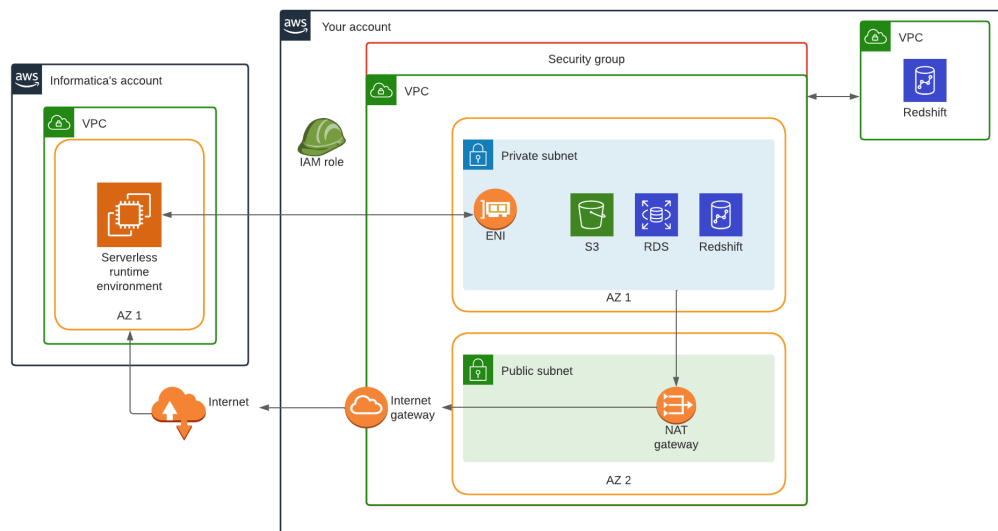 aws
Your account
VPC
Redshift
Security group
VPC
aws
Informatica's account
VPC
IAM role
Private subnet
ENI
S3
RDS
Redshift
AZ 1
Serverless
runtime
environment
AZ 1
Public subnet
NAT
gateway
AZ 2
Internet
gateway
Internet